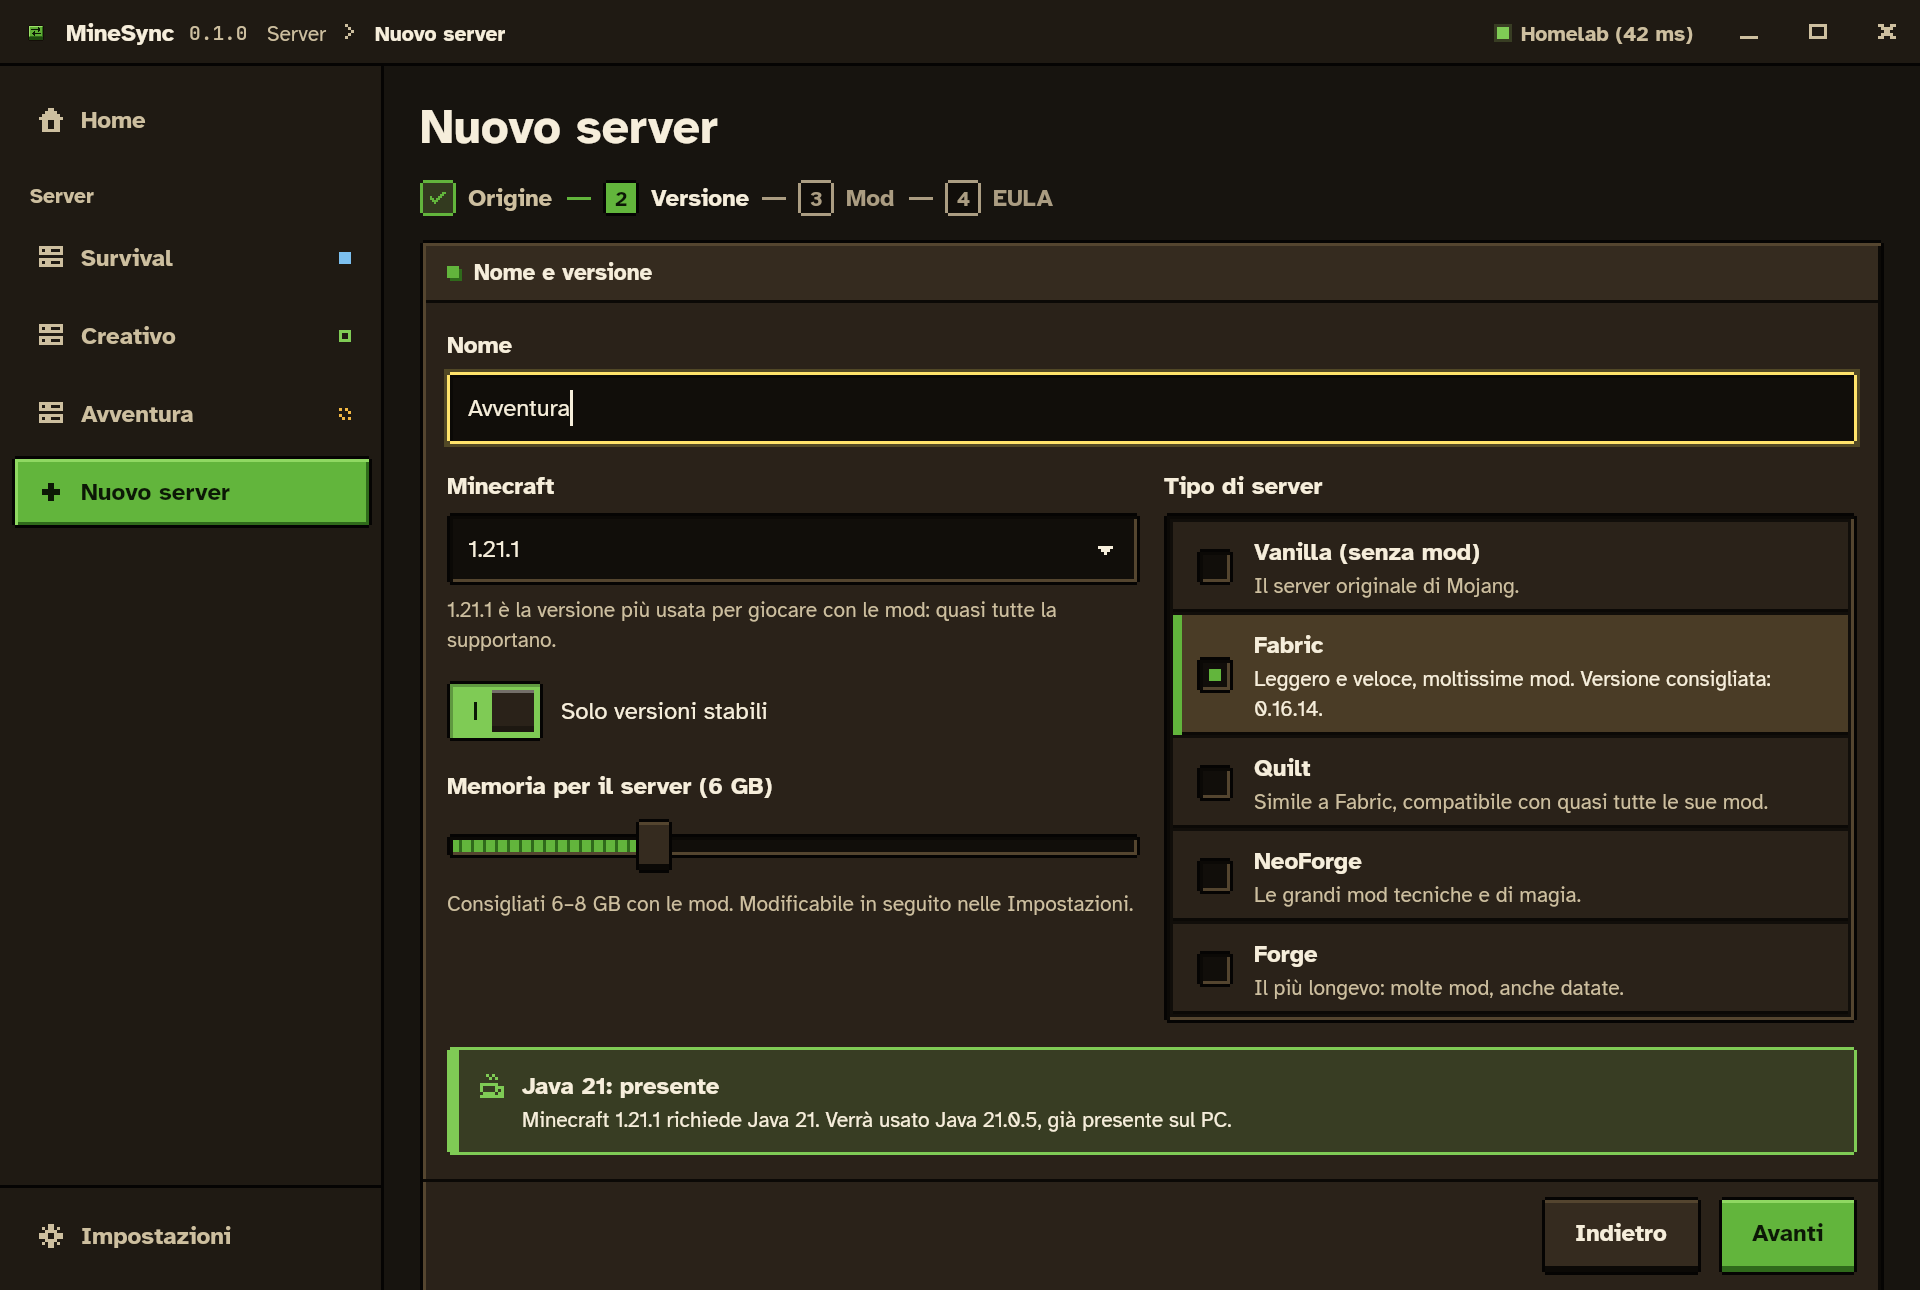 MineSync 0.1.0 Server Nuovo server
Homelab (42 ms)
Home
Server
Survival
Creativo
Avventura
Nuovo server
Impostazioni
Nuovo server
Origine
2 Versione
3 Mod
4 EULA
Nome e versione
Nome
Avventura
Minecraft
1.21.1
1.21.1 è la versione più usata per giocare con le mod: quasi tutte la
supportano.
Solo versioni stabili
Memoria per il server (6 GB)
Consigliati 6–8 GB con le mod. Modificabile in seguito nelle Impostazioni.
Tipo di server
Vanilla (senza mod)
Il server originale di Mojang.
Fabric
Leggero e veloce, moltissime mod. Versione consigliata:
0.16.14.
Quilt
Simile a Fabric, compatibile con quasi tutte le sue mod.
NeoForge
Le grandi mod tecniche e di magia.
Forge
Il più longevo: molte mod, anche datate.
Java 21: presente
Minecraft 1.21.1 richiede Java 21. Verrà usato Java 21.0.5, già presente sul PC.
Indietro
Avanti